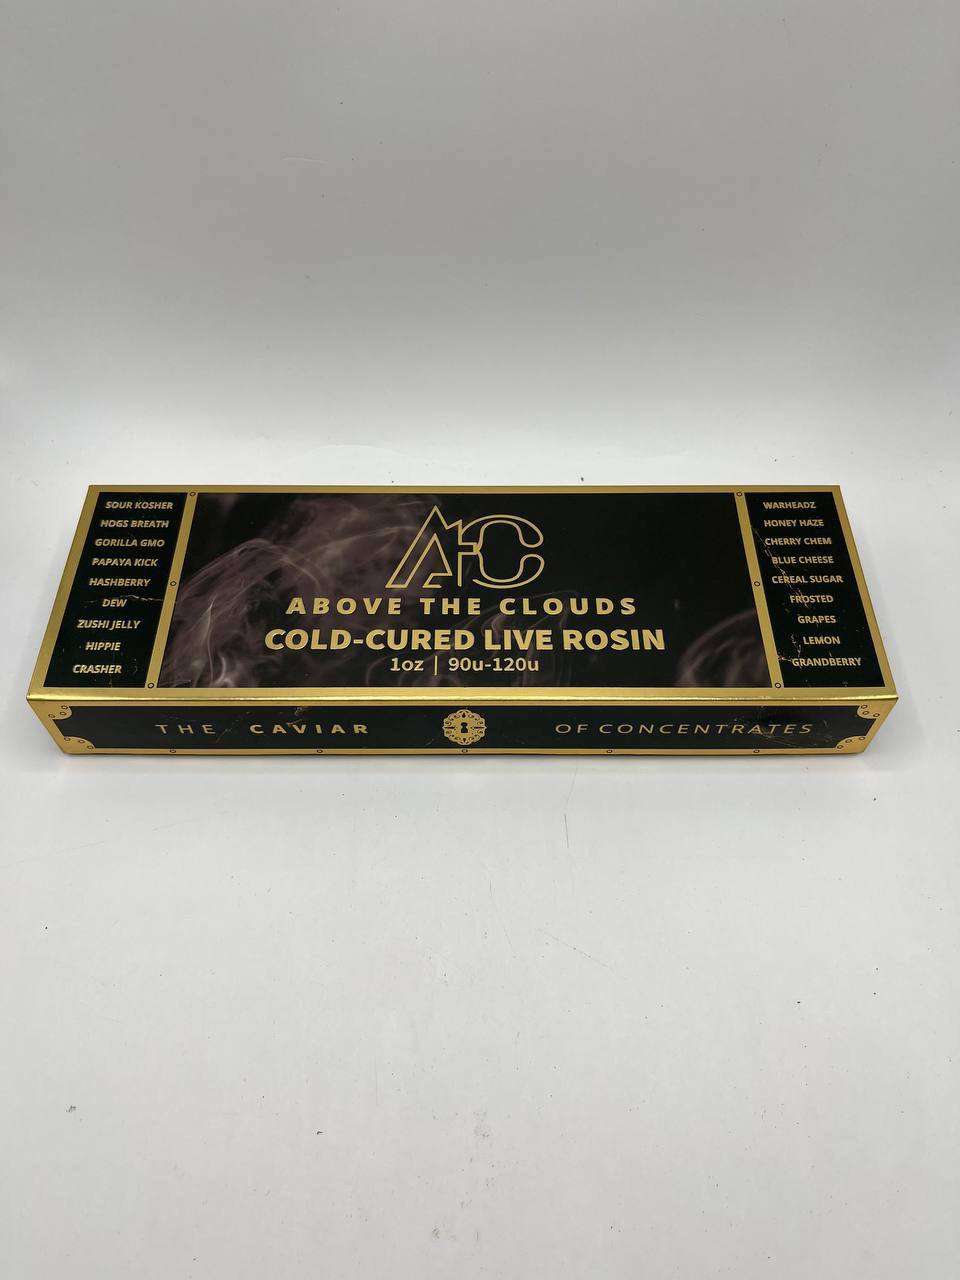 SOUR KOSHER
HOGS BREATH
GORILLA GMO
PAPAYA KICK
HASHBERRY
DEW
ZUSHI JELLY
HIPPIE
CRASHER
ATC
ABOVE THE CLOUDS
COLD-CURED LIVE ROSIN
1oz | 90u-120u
WARHEADZ
HONEY HAZE
CHERRY CHEM
BLUE CHEESE
CEREAL SUGAR
FROSTED
GRAPES
LEMON
GRANDBERRY
THE CAVIAR
OF CONCENTRATES